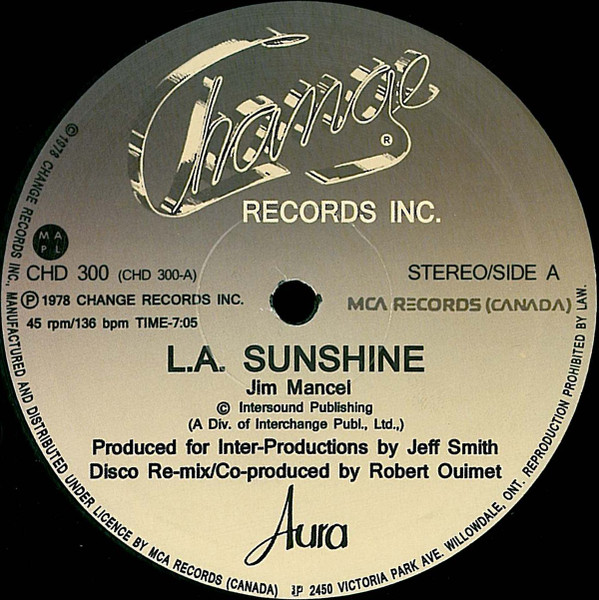 Change
®
RECORDS INC.
MA
PL
CHD 300 (CHD 300-A)
STEREO/SIDE A
Ⓟ 1978 CHANGE RECORDS INC.
MCA RECORDS (CANADA)
45 rpm/136 bpm TIME-7:05
L.A. SUNSHINE
Jim Mancel
© Intersound Publishing
(A Div. of Interchange Publ., Ltd.,)
Produced for Inter-Productions by Jeff Smith
Disco Re-mix/Co-produced by Robert Ouimet
Aura
© 1978 CHANGE RECORDS INC., MANUFACTURED AND DISTRIBUTED UNDER LICENCE BY MCA RECORDS (CANADA) 2450 VICTORIA PARK AVE. WILLOWDALE, ONT. REPRODUCTION PROHIBITED BY LAW.